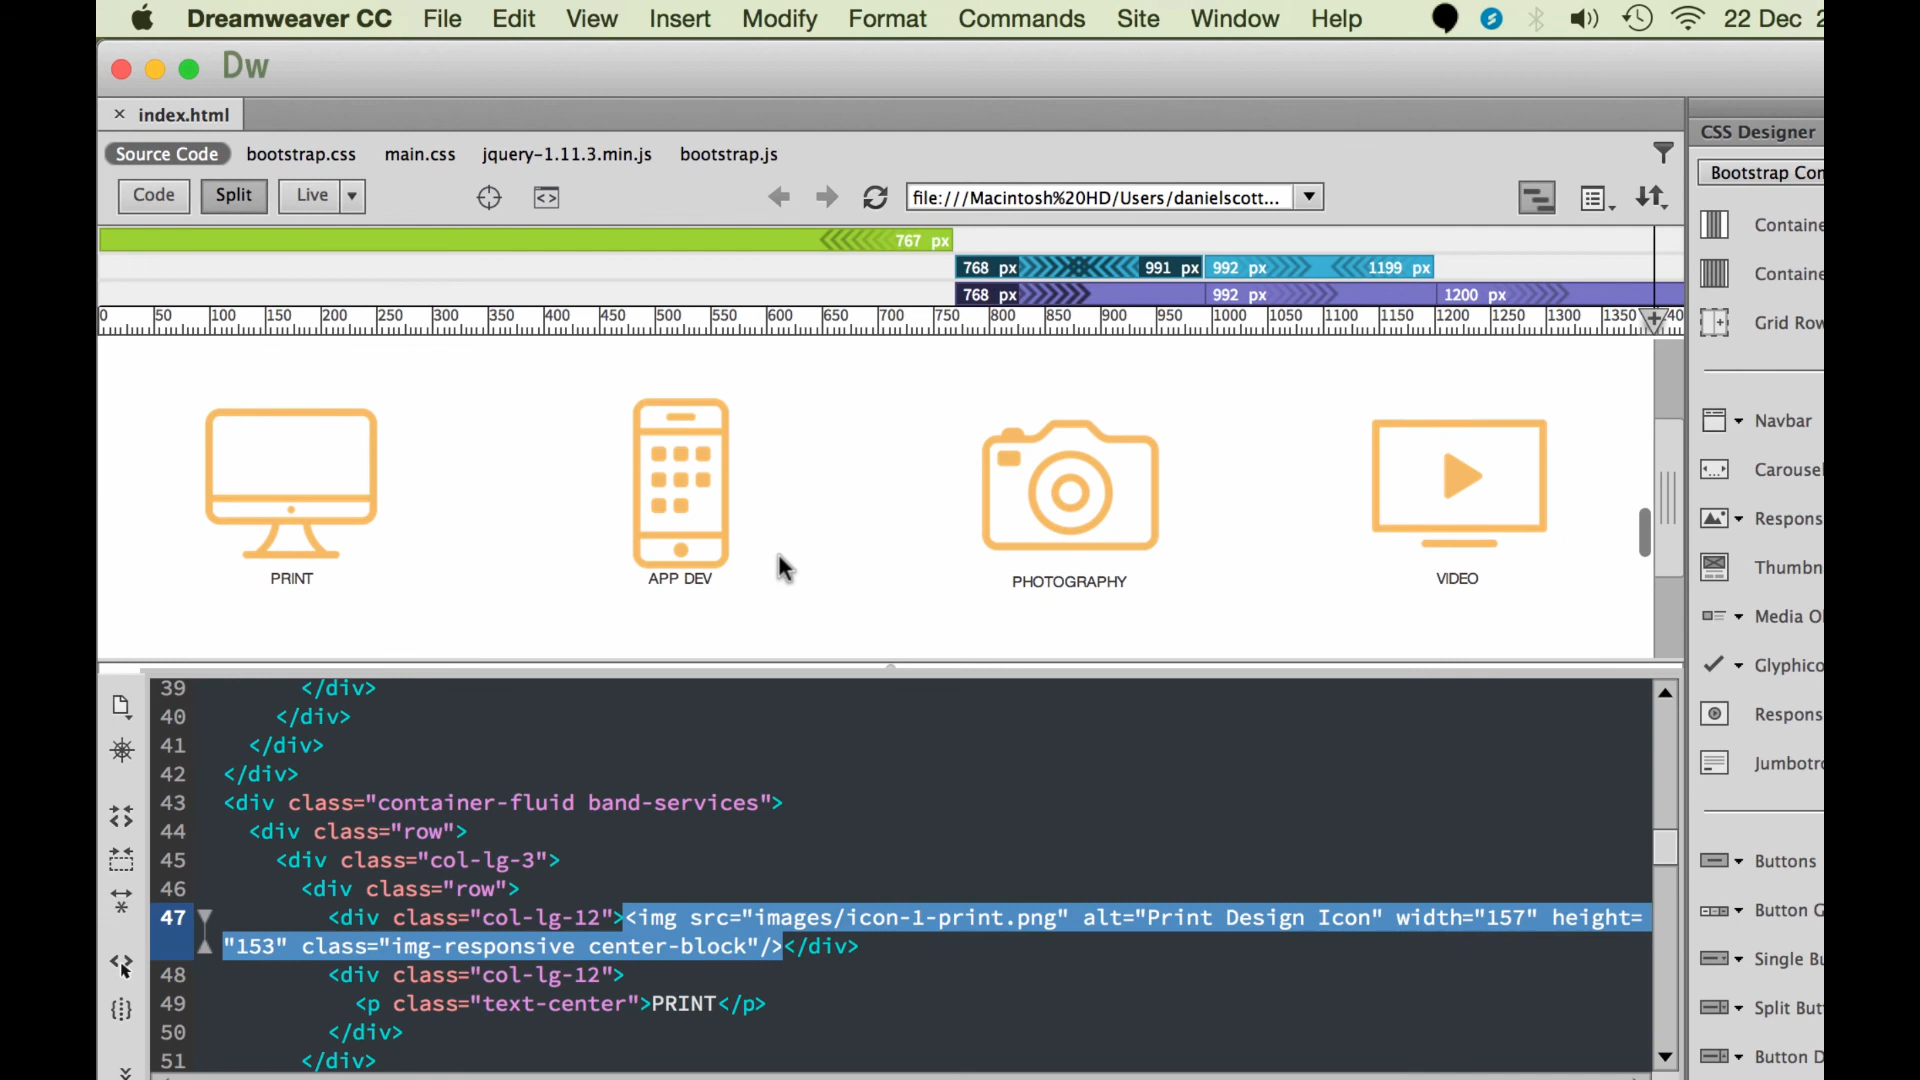 Dreamweaver CC File Edit View Insert Modify Format Commands Site Window Help 22 Dec 2
Dw
× index.html
Source Code bootstrap.css main.css jquery-1.11.3.min.js bootstrap.js
Code Split Live file:///Macintosh%20HD/Users/danielscott...
767 px
768 px 991 px 992 px 1199 px
768 px 992 px 1200 px
0 50 100 150 200 250 300 350 400 450 500 550 600 650 700 750 800 850 900 950 1000 1050 1100 1150 1200 1250 1300 1350 40
PRINT APP DEV PHOTOGRAPHY VIDEO
39 </div>
40 </div>
41 </div>
42 </div>
43 <div class="container-fluid band-services">
44 <div class="row">
45 <div class="col-lg-3">
46 <div class="row">
47 <div class="col-lg-12"><img src="images/icon-1-print.png" alt="Print Design Icon" width="157" height=
"153" class="img-responsive center-block"/></div>
48 <div class="col-lg-12">
49 <p class="text-center">PRINT</p>
50 </div>
51 </div>
CSS Designer
Bootstrap Con
Containe
Containe
Grid Row
Navbar
Carousel
Respons
Thumbn
Media Ol
Glyphico
Respons
Jumbotro
Buttons
Button G
Single Bu
Split But
Button D